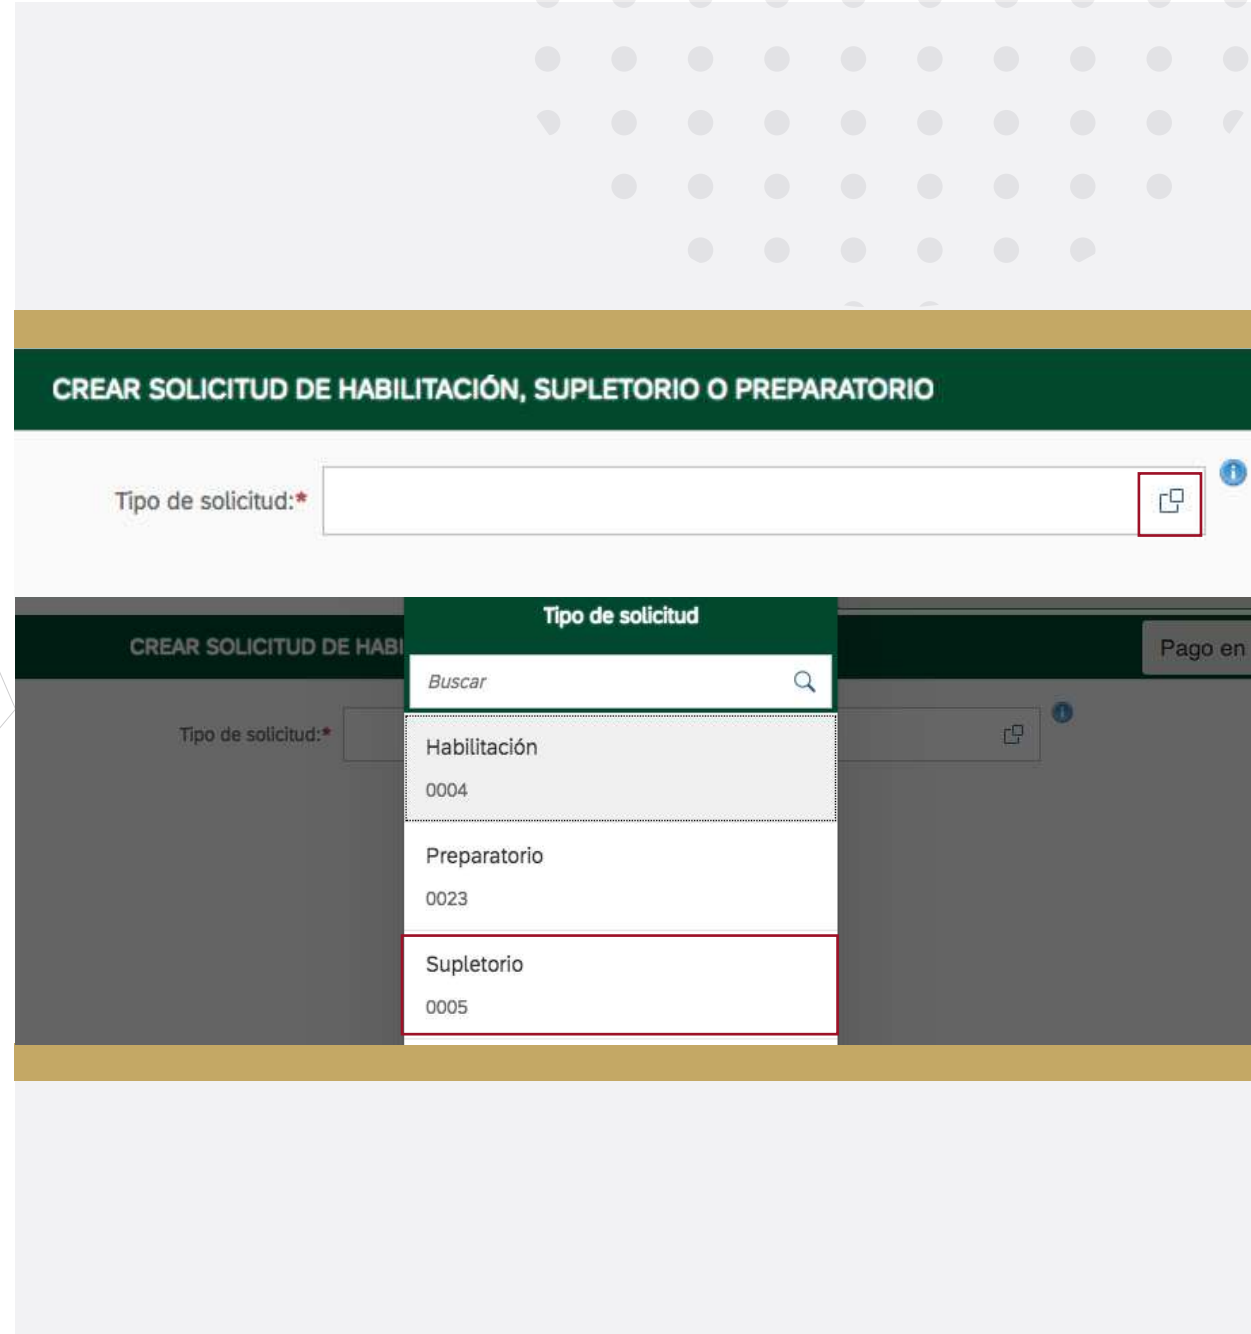 CREAR SOLICITUD DE HABILITACIÓN, SUPLETORIO O PREPARATORIO
Tipo de solicitud:*
Tipo de solicitud
CREAR SOLICITUD DE HABI
Pago en
Buscar
Tipo de solicitud:*
Habilitación
0004
Preparatorio
0023
Supletorio
0005